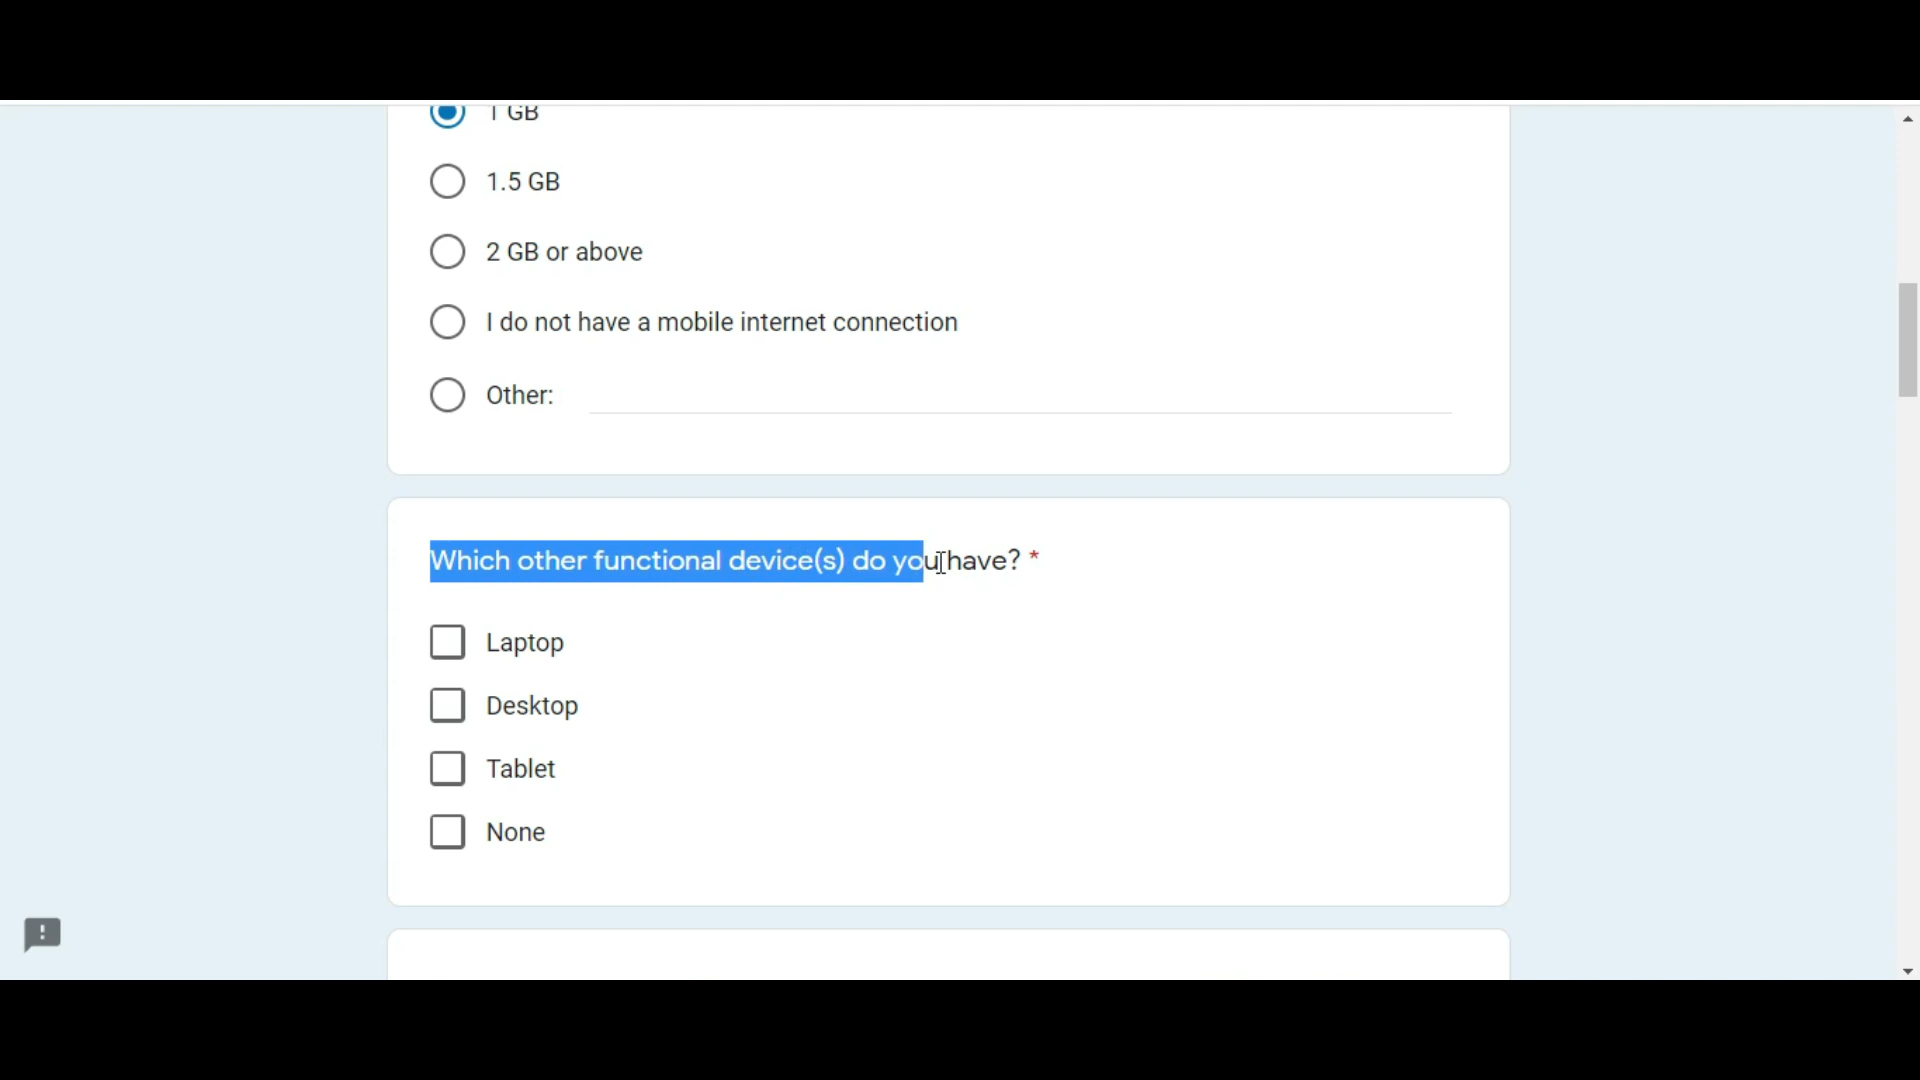 1 GB
1.5 GB
2 GB or above
I do not have a mobile internet connection
Other:
Which other functional device(s) do you have? *
Laptop
Desktop
Tablet
None